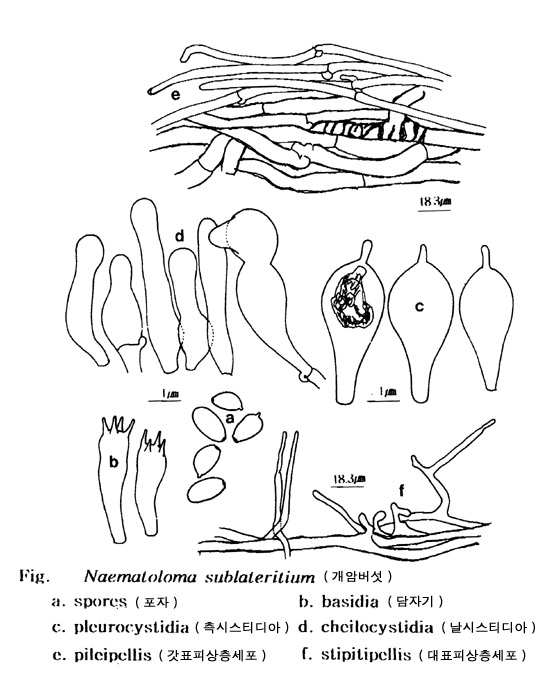 e
18.3㎛
d
c
1㎛
1㎛
a
b
18.3㎛
f
Fig. Naematoloma sublateritium (개암버섯)
a. spores (포자) b. basidia (담자기)
c. pleurocystidia (측시스티디아) d. cheilocystidia (날시스티디아)
e. pileipellis (갓표피상층세포) f. stipitipellis (대표피상층세포)